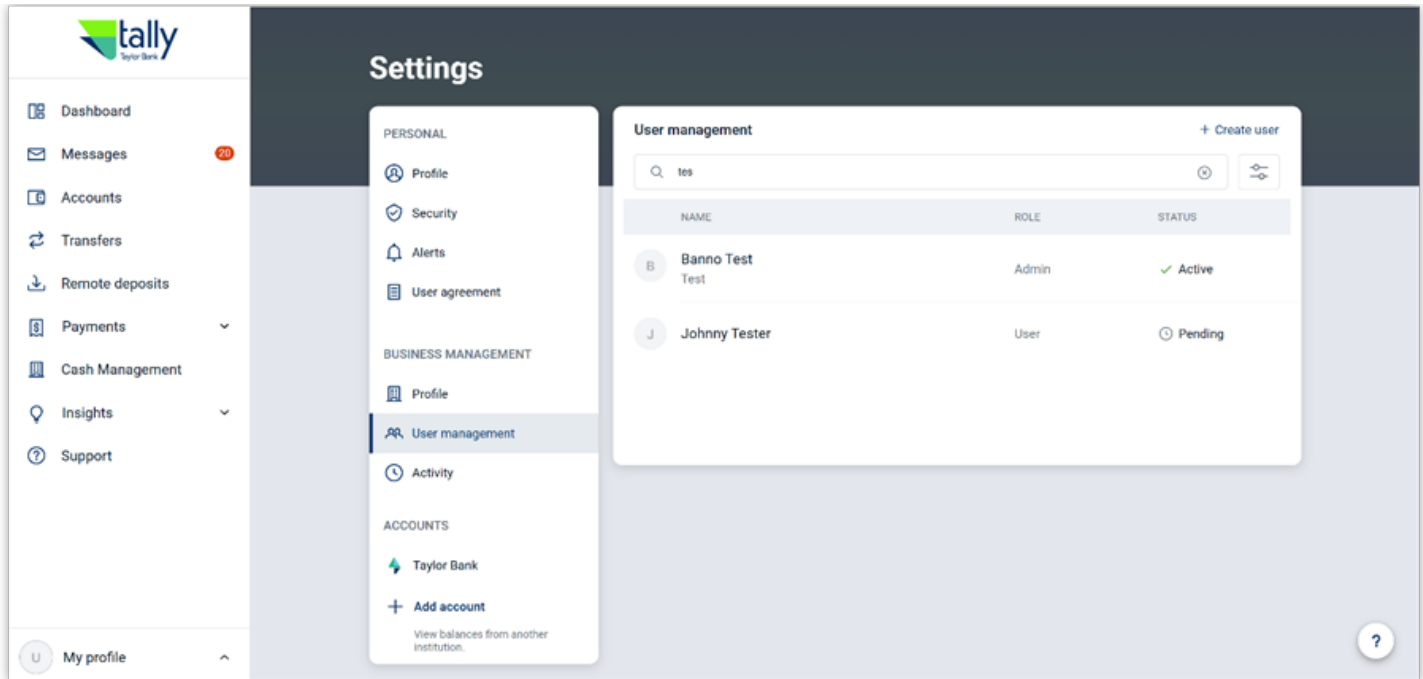 tally
Taylor Bank
Dashboard
Messages 20
Accounts
Transfers
Remote deposits
Payments
Cash Management
Insights
Support
U My profile
Settings
PERSONAL
Profile
Security
Alerts
User agreement
BUSINESS MANAGEMENT
Profile
User management
Activity
ACCOUNTS
Taylor Bank
+ Add account
View balances from another
institution.
User management + Create user
tes
NAME ROLE STATUS
B Banno Test Admin Active
Test
J Johnny Tester User Pending
?